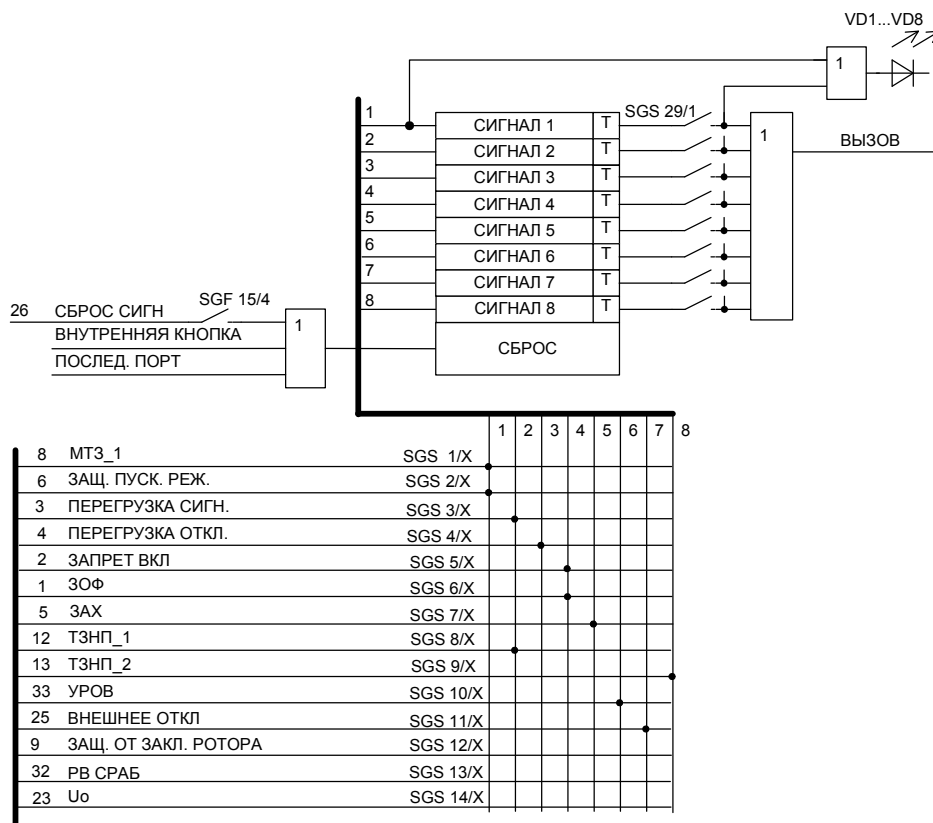 VD1...VD8
1
1
СИГНАЛ 1 Т SGS 29/1
1
ВЫЗОВ
2
СИГНАЛ 2 Т
3
СИГНАЛ 3 Т
4
СИГНАЛ 4 Т
5
СИГНАЛ 5 Т
6
СИГНАЛ 6 Т
7
СИГНАЛ 7 Т
8
СИГНАЛ 8 Т
26 СБРОС СИГН SGF 15/4
1
ВНУТРЕННЯЯ КНОПКА
ПОСЛЕД. ПОРТ
СБРОС
1 2 3 4 5 6 7 8
8 МТЗ_1 SGS 1/X
6 ЗАЩ. ПУСК. РЕЖ. SGS 2/X
3 ПЕРЕГРУЗКА СИГН. SGS 3/X
4 ПЕРЕГРУЗКА ОТКЛ. SGS 4/X
2 ЗАПРЕТ ВКЛ SGS 5/X
1 ЗОФ SGS 6/X
5 ЗАХ SGS 7/X
12 ТЗНП_1 SGS 8/X
13 ТЗНП_2 SGS 9/X
33 УРОВ SGS 10/X
25 ВНЕШНЕЕ ОТКЛ SGS 11/X
9 ЗАЩ. ОТ ЗАКЛ. РОТОРА SGS 12/X
32 РВ СРАБ SGS 13/X
23 Uo SGS 14/X